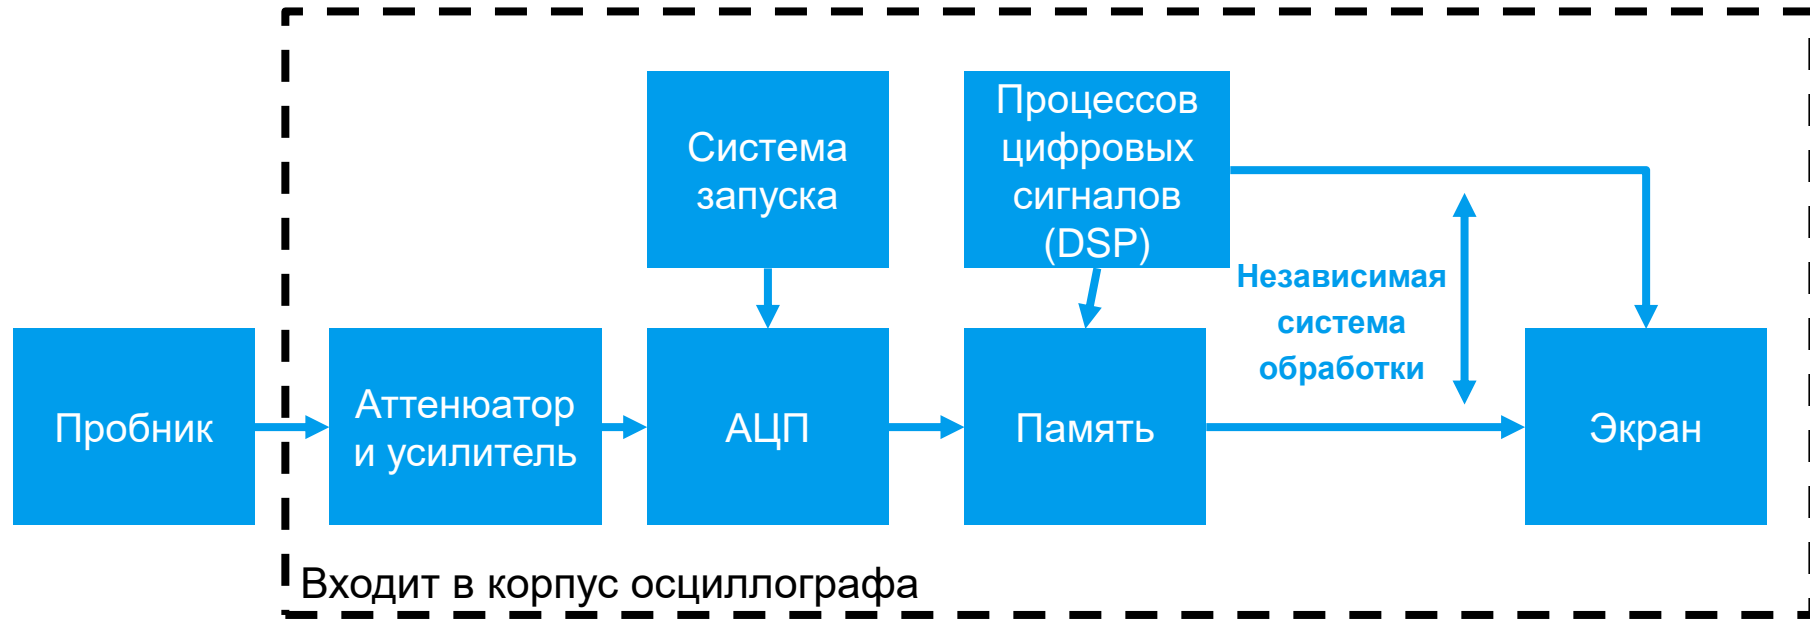 Система
запуска
Процессов
цифровых
сигналов
(DSP)
Независимая
система
обработки
Пробник
Аттенюатор
и усилитель
АЦП
Память
Экран
Входит в корпус осциллографа